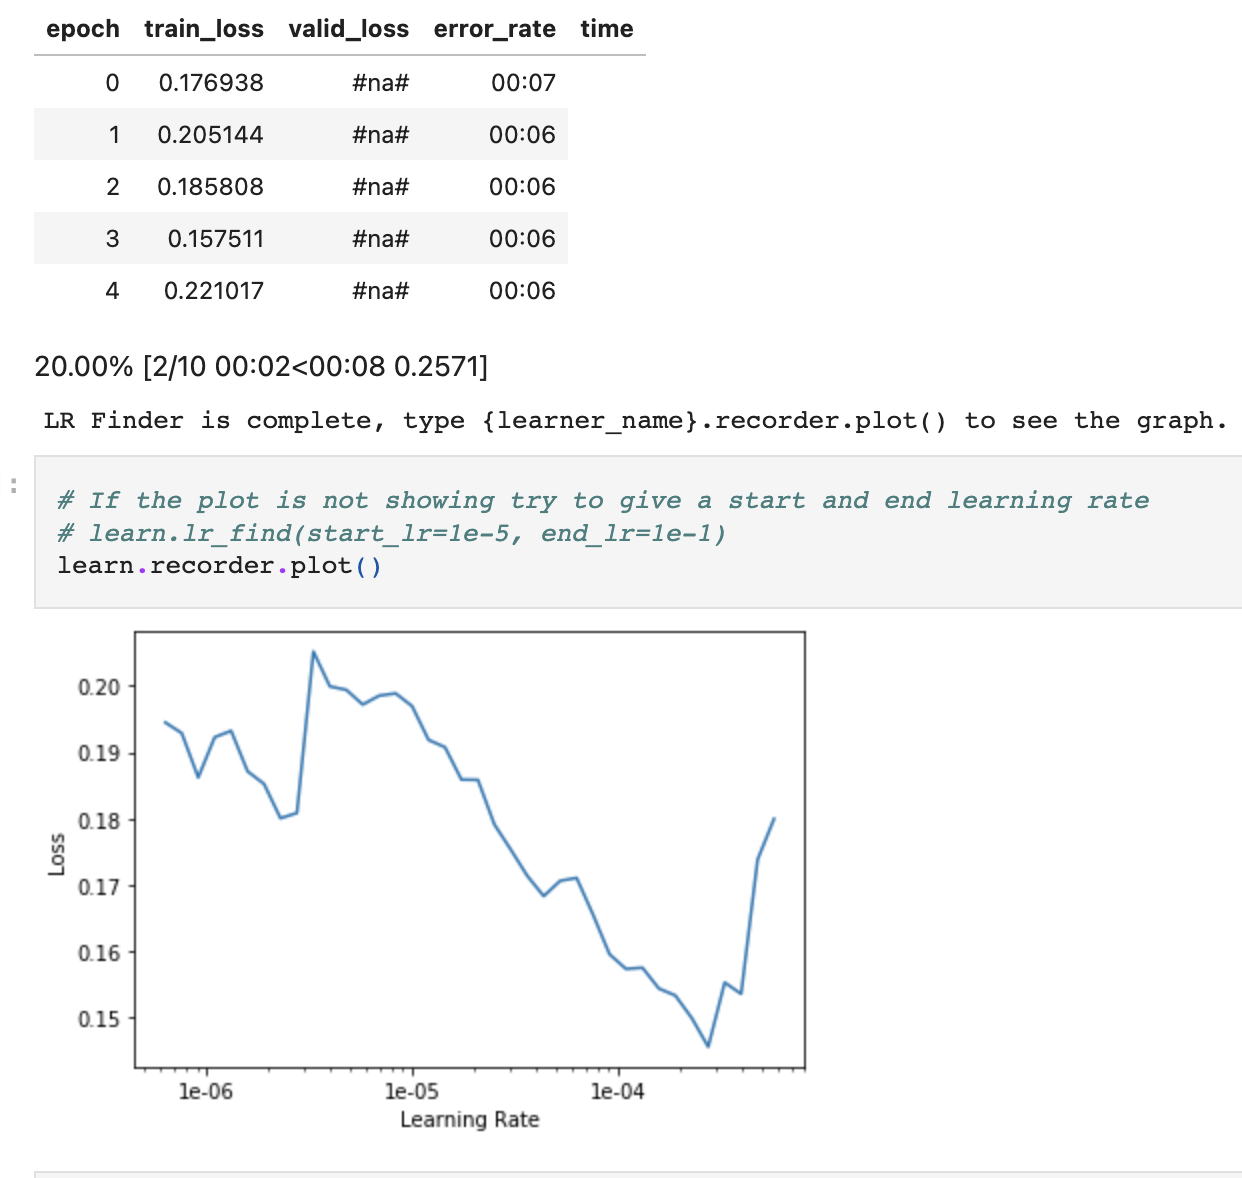 epoch train_loss valid_loss error_rate time
0 0.176938 #na# 00:07
1 0.205144 #na# 00:06
2 0.185808 #na# 00:06
3 0.157511 #na# 00:06
4 0.221017 #na# 00:06
20.00% [2/10 00:02<00:08 0.2571]
LR Finder is complete, type {learner_name}.recorder.plot() to see the graph.
:
# If the plot is not showing try to give a start and end learning rate
# learn.lr_find(start_lr=1e-5, end_lr=1e-1)
learn.recorder.plot()
0.20
0.19
0.18
0.17
0.16
0.15
Loss
1e-06 1e-05 1e-04
Learning Rate